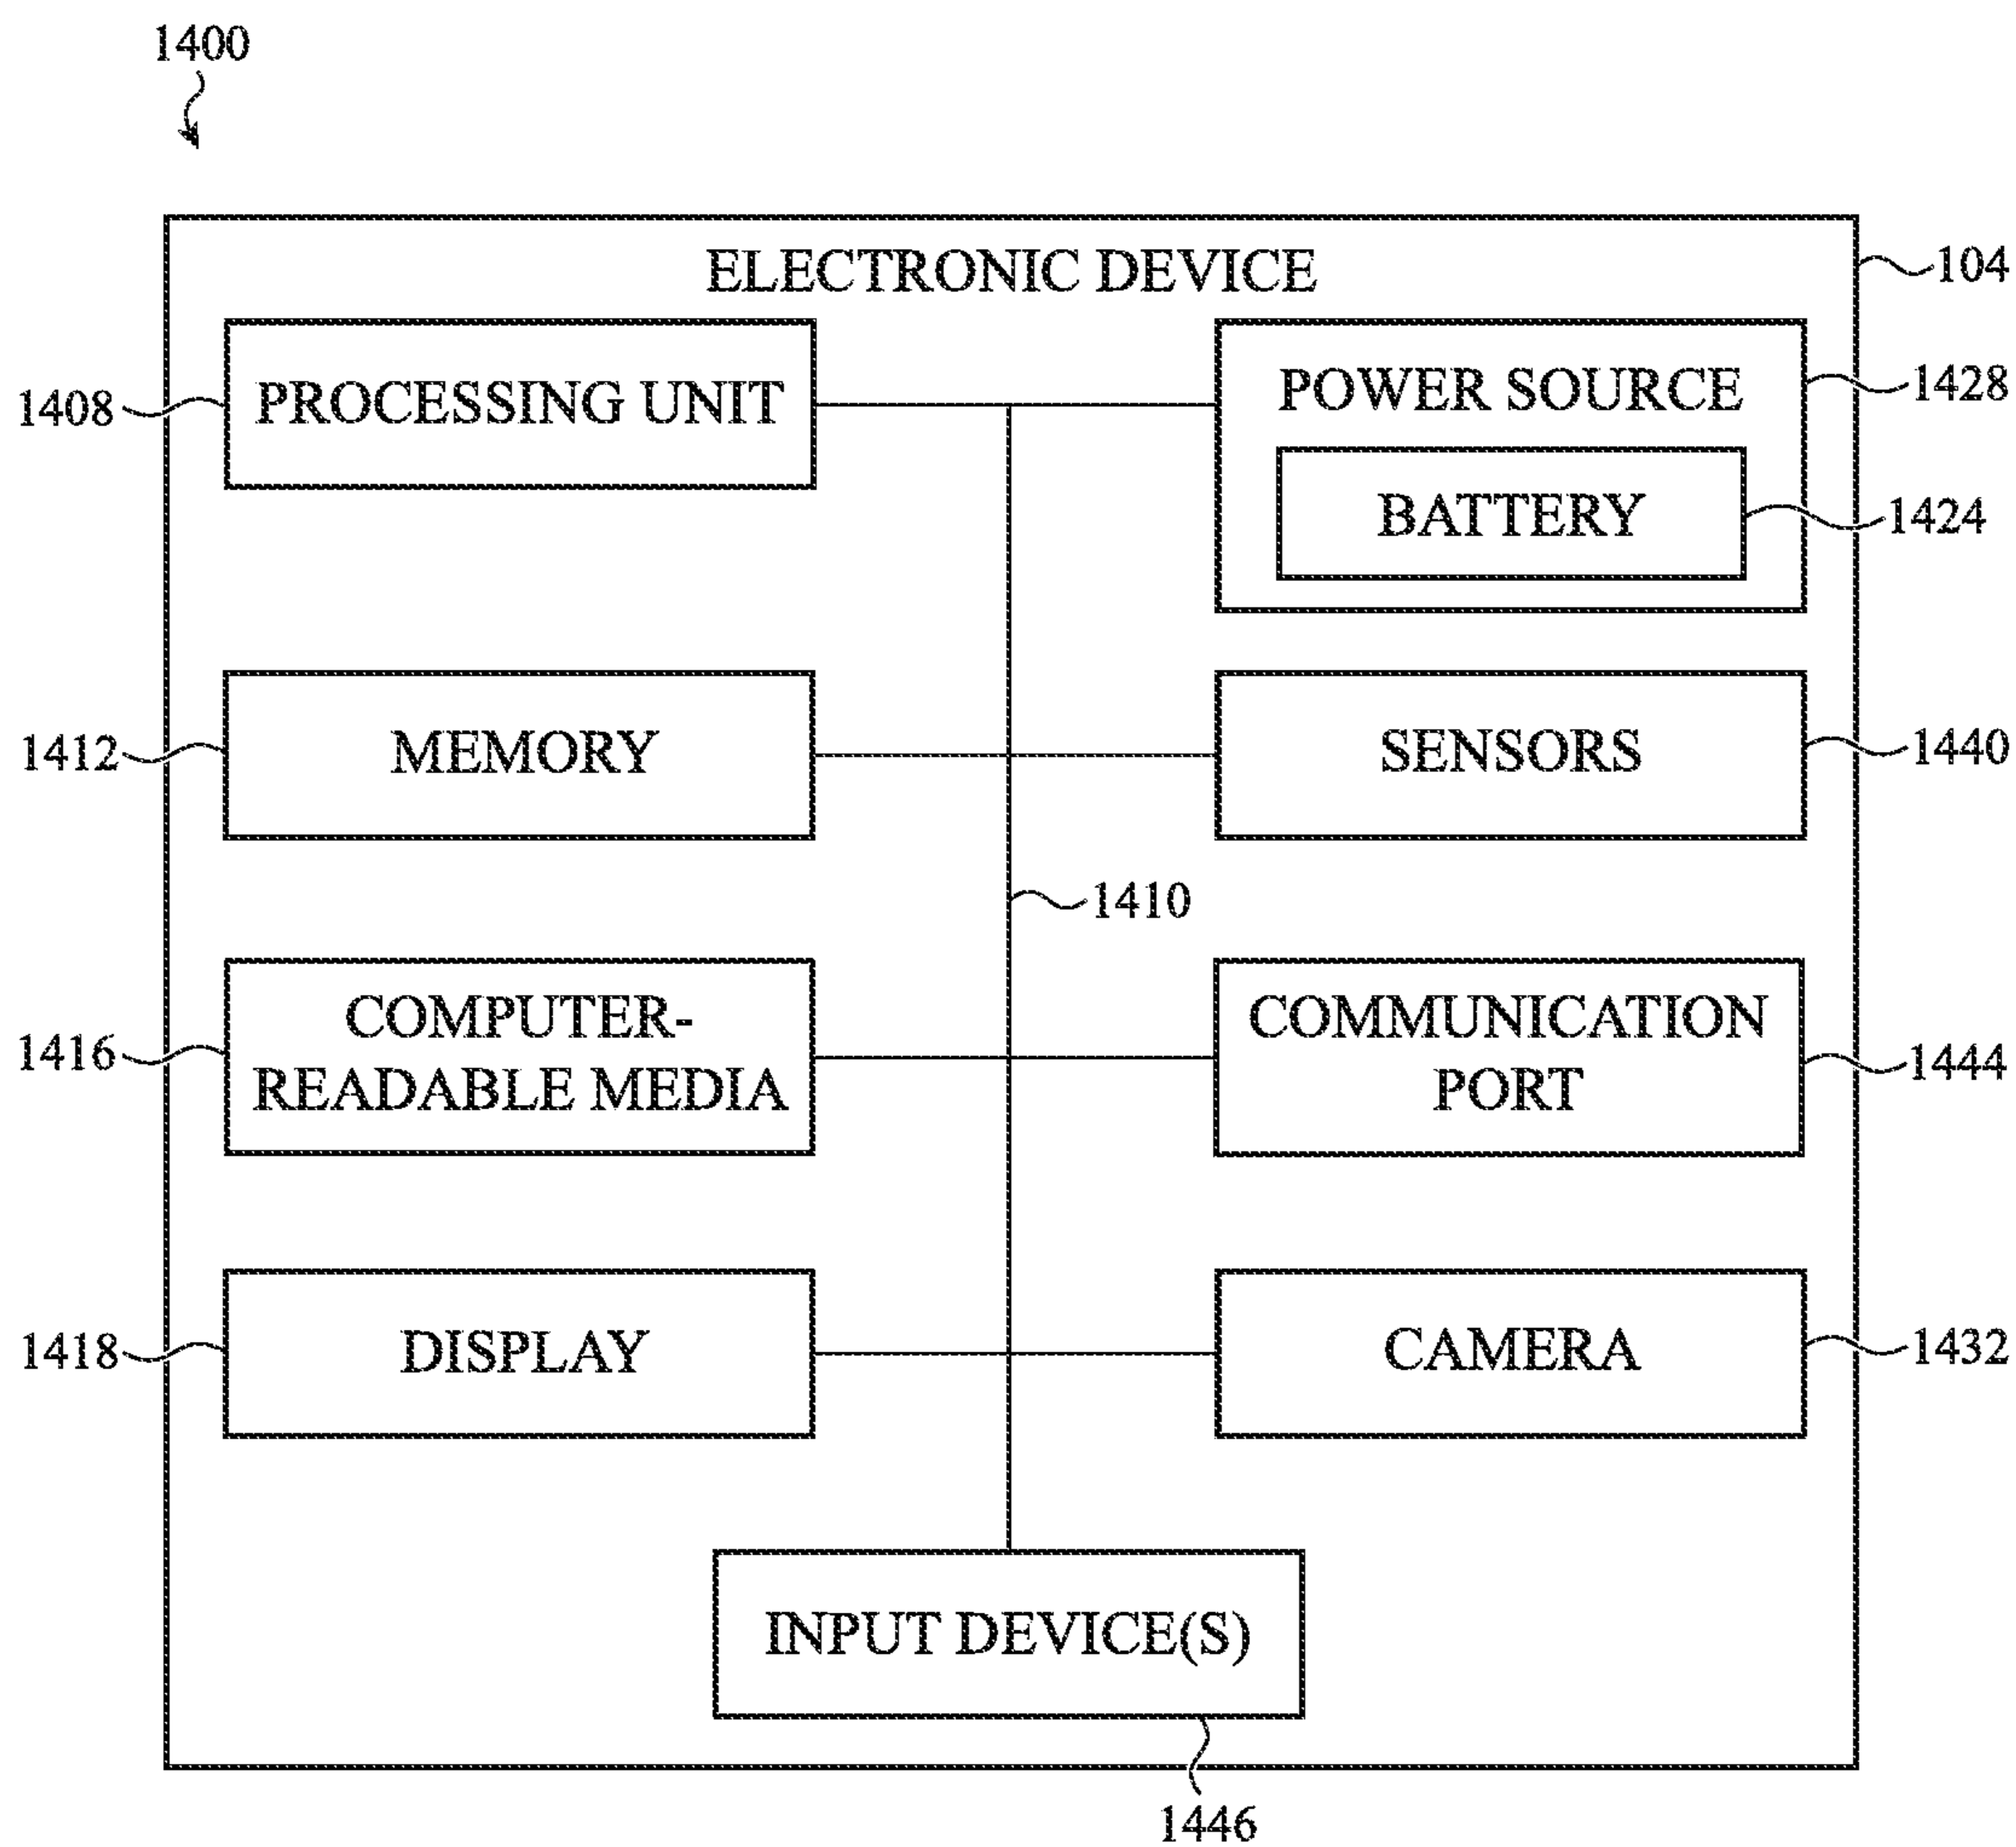 1400
ELECTRONIC DEVICE
104
1408
PROCESSING UNIT
POWER SOURCE
1428
BATTERY
1424
1412
MEMORY
SENSORS
1440
1410
1416
COMPUTER-
READABLE MEDIA
COMMUNICATION
PORT
1444
1418
DISPLAY
CAMERA
1432
INPUT DEVICE(S)
1446